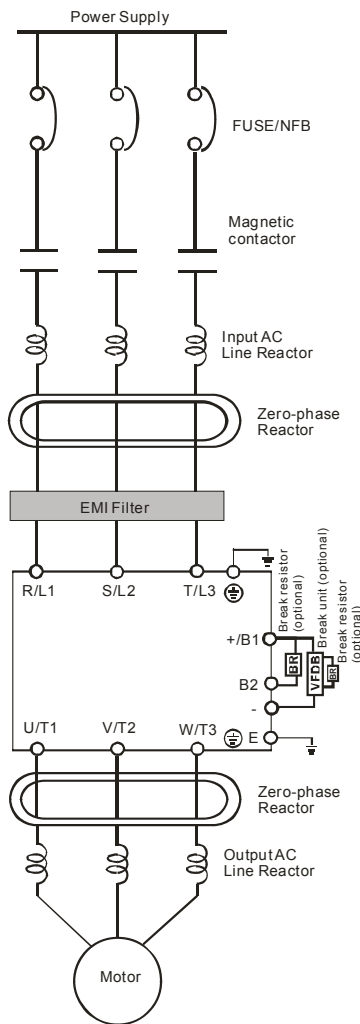 Power Supply
FUSE/NFB
Magnetic
contactor
Input AC
Line Reactor
Zero-phase
Reactor
EMI Filter
R/L1 S/L2 T/L3
Break resistor
(optional)
Break unit (optional)
Break resistor
(optional)
+/B1
BR
VFDB
BR
B2
-
E
U/T1 V/T2 W/T3
Zero-phase
Reactor
Output AC
Line Reactor
Motor